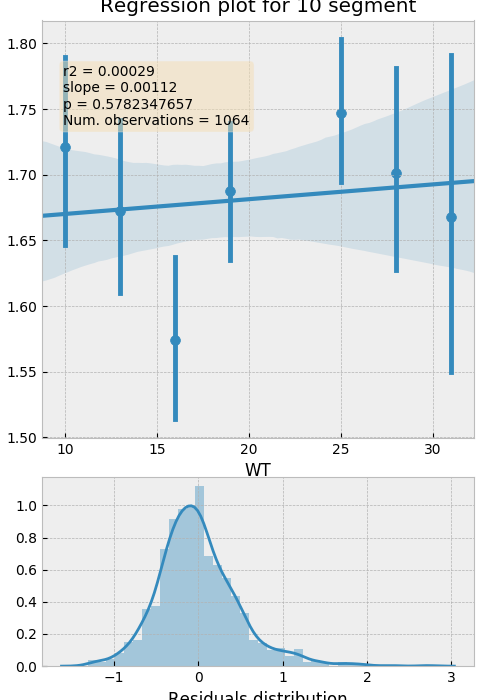 Regression plot for 10 segment
1.80
1.75
1.70
1.65
1.60
1.55
1.50
r2 = 0.00029
slope = 0.00112
p = 0.5782347657
Num. observations = 1064
10 15 20 25 30
WT
1.0
0.8
0.6
0.4
0.2
0.0
−1 0 1 2 3
Residuals distribution